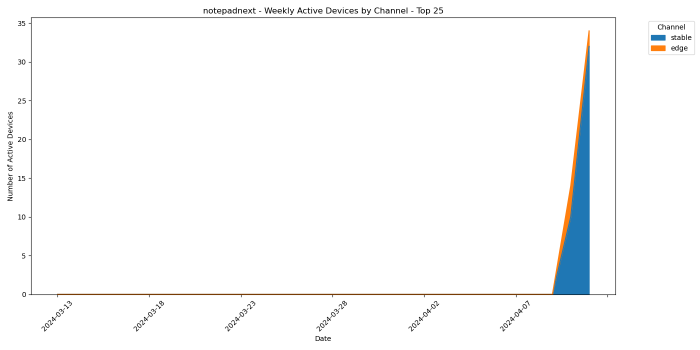 notepadnext - Weekly Active Devices by Channel - Top 25
Number of Active Devices
35
30
25
20
15
10
5
0
2024-03-13
2024-03-18
2024-03-23
2024-03-28
2024-04-02
2024-04-07
Date
Channel
stable
edge